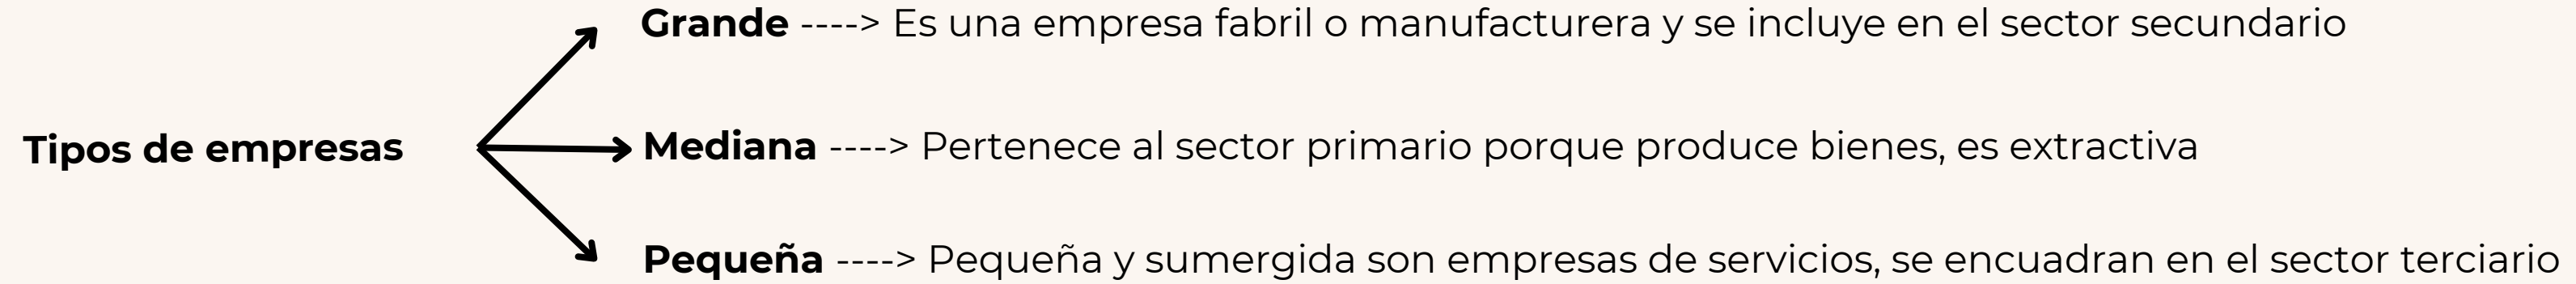 Tipos de empresas
Grande ----> Es una empresa fabril o manufacturera y se incluye en el sector secundario
Mediana ----> Pertenece al sector primario porque produce bienes, es extractiva
Pequeña ----> Pequeña y sumergida son empresas de servicios, se encuadran en el sector terciario